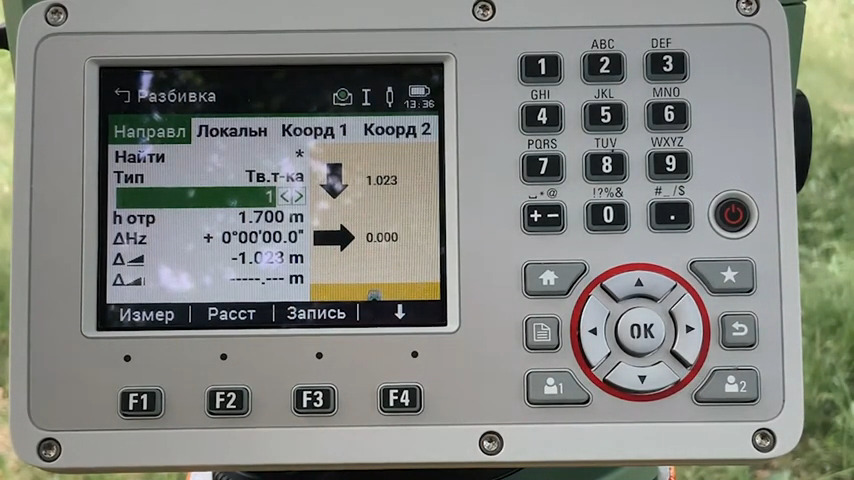 Разбивка
13:36
Направл Локальн Коорд 1 Коорд 2
Найти *
Тип Тв.т-ка
1
h отр 1.700 m
ΔHz + 0°00'00.0"
Δ -1.023 m
Δ -----.--- m
1.023
0.000
Измер Расст Запись
F1 F2 F3 F4
ABC DEF
1 2 3
GHI JKL MNO
4 5 6
PQRS TUV WXYZ
7 8 9
␣*@ !?%& #_/$
+− 0 .
OK
1 2